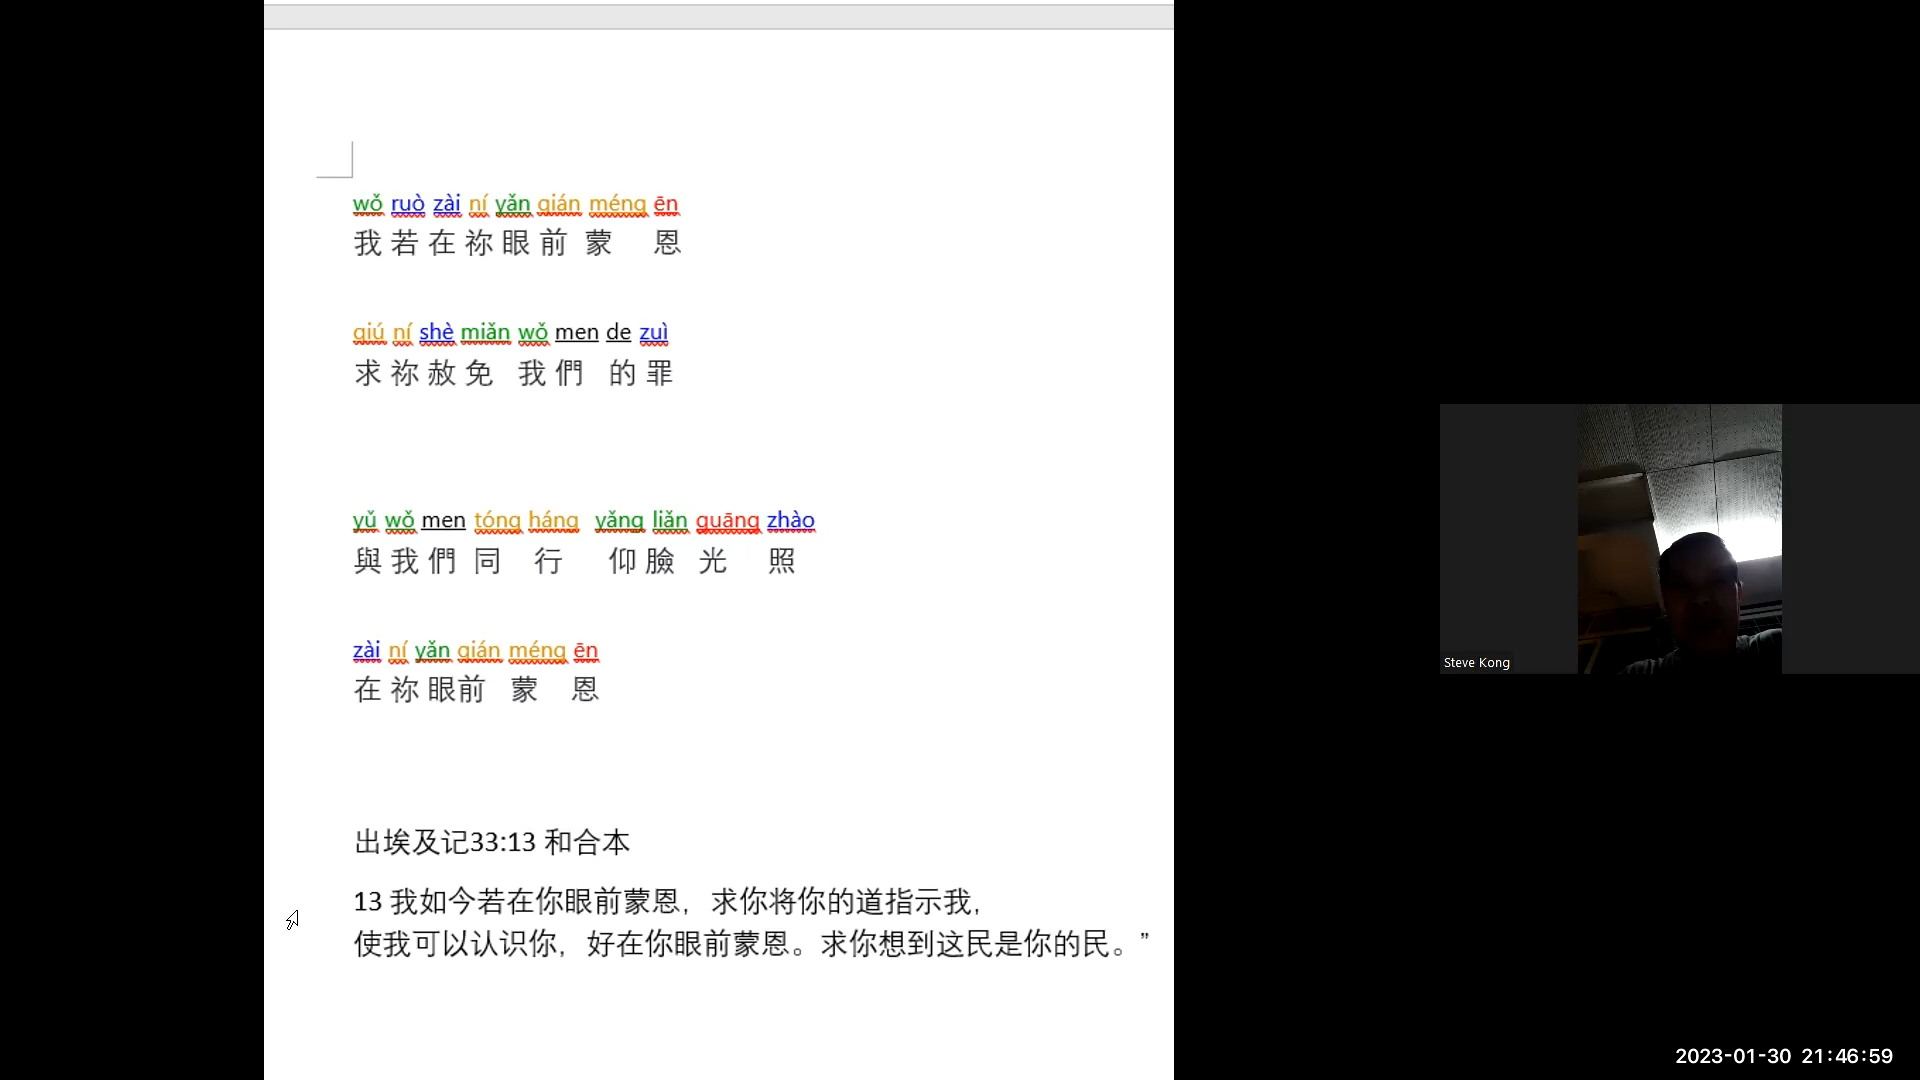 wǒ ruò zài ní yǎn qián méng ēn
我 若 在 祢 眼 前 蒙 恩
qiú ní shè miǎn wǒ men de zuì
求 祢 赦 免 我 們 的 罪
yǔ wǒ men tóng háng yǎng liǎn guāng zhào
與 我 們 同 行 仰 臉 光 照
zài ní yǎn qián méng ēn
在 祢 眼前 蒙 恩
出埃及记33:13 和合本
13 我如今若在你眼前蒙恩，求你将你的道指示我，
使我可以认识你，好在你眼前蒙恩。求你想到这民是你的民。”
Steve Kong
2023-01-30 21:46:59